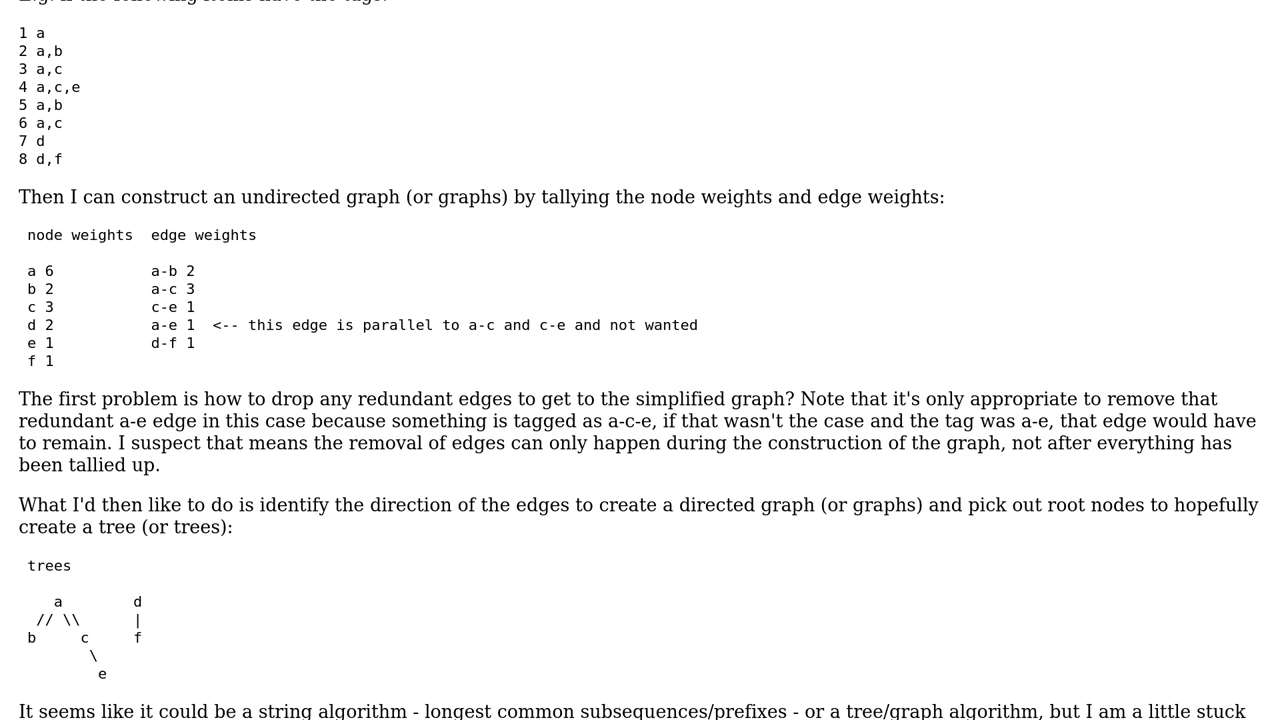 1 a
2 a,b
3 a,c
4 a,c,e
5 a,b
6 a,c
7 d
8 d,f
Then I can construct an undirected graph (or graphs) by tallying the node weights and edge weights:
node weights  edge weights
a 6           a-b 2
b 2           a-c 3
c 3           c-e 1
d 2           a-e 1  <-- this edge is parallel to a-c and c-e and not wanted
e 1           d-f 1
f 1
The first problem is how to drop any redundant edges to get to the simplified graph? Note that it's only appropriate to remove that
redundant a-e edge in this case because something is tagged as a-c-e, if that wasn't the case and the tag was a-e, that edge would have
to remain. I suspect that means the removal of edges can only happen during the construction of the graph, not after everything has
been tallied up.
What I'd then like to do is identify the direction of the edges to create a directed graph (or graphs) and pick out root nodes to hopefully
create a tree (or trees):
trees
    a        d
 // \\      |
b     c     f
       \
        e
It seems like it could be a string algorithm - longest common subsequences/prefixes - or a tree/graph algorithm, but I am a little stuck